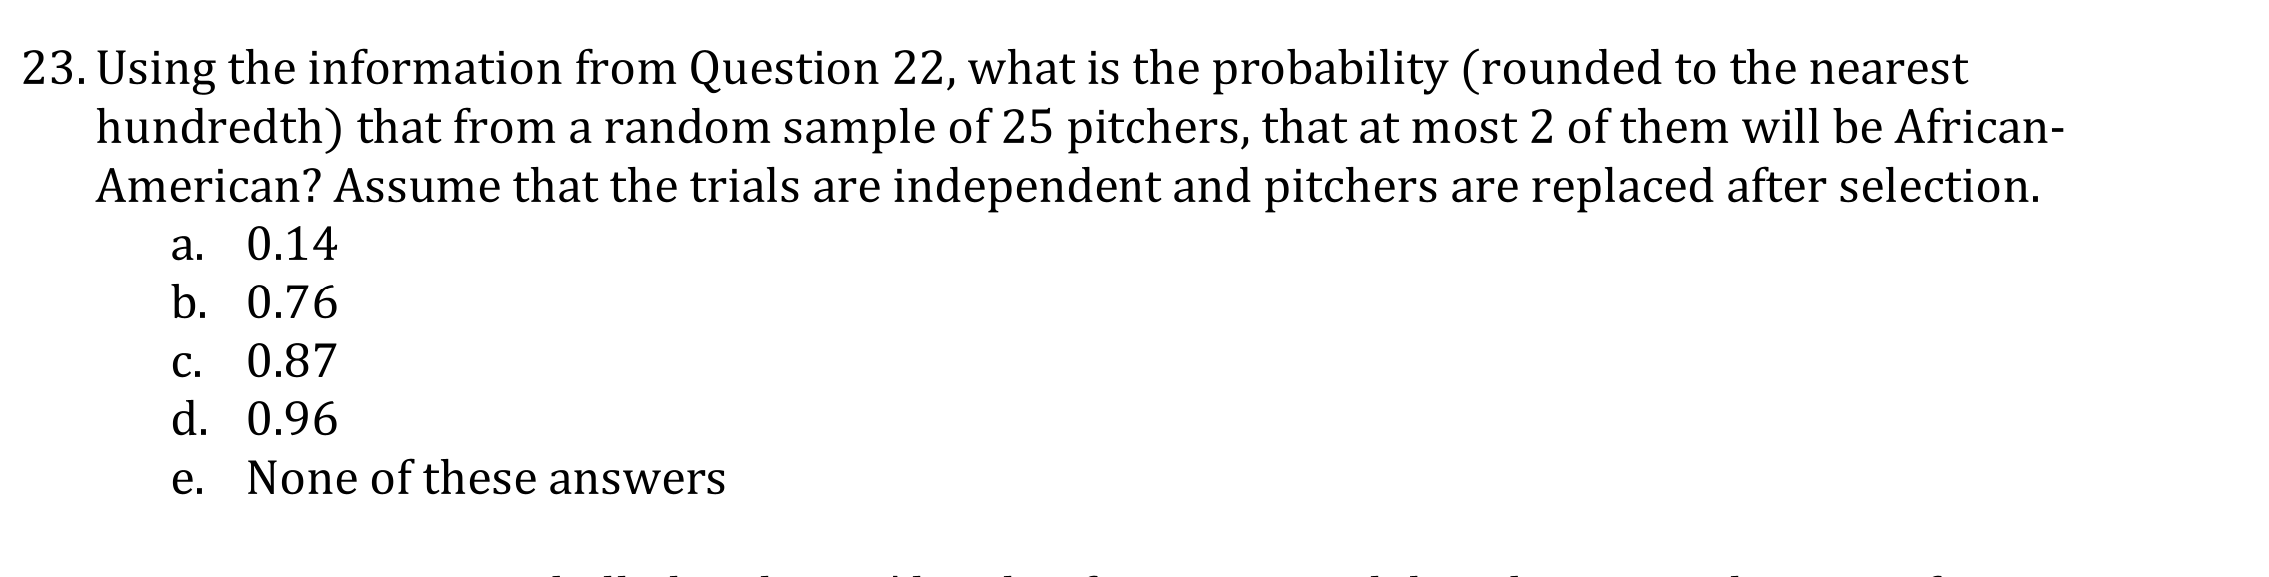 23. Using the information from Question 22, what is the probability (rounded to the nearest
hundredth) that from a random sample of 25 pitchers, that at most 2 of them will be African-
American? Assume that the trials are independent and pitchers are replaced after selection.
a. 0.14
b. 0.76
c. 0.87
d. 0.96
e. None of these answers